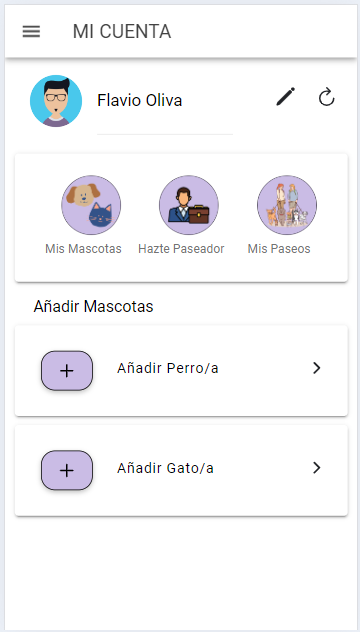 MI CUENTA
Flavio Oliva
Mis Mascotas Hazte Paseador Mis Paseos
Añadir Mascotas
Añadir Perro/a
Añadir Gato/a